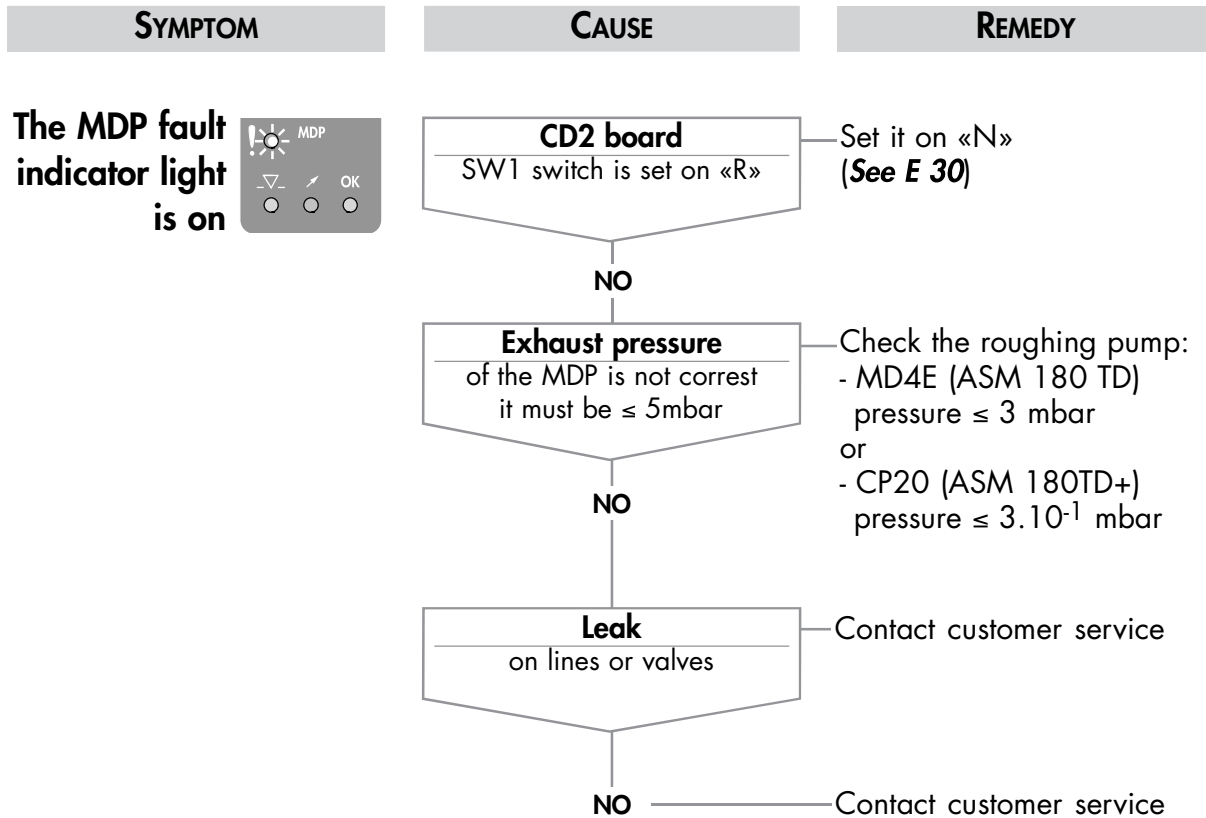 SYMPTOM
CAUSE
REMEDY
The MDP fault
indicator light
is on
! MDP
OK
CD2 board
SW1 switch is set on «R»
Set it on «N»
(See E 30)
NO
Exhaust pressure
of the MDP is not correst
it must be ≤ 5mbar
Check the roughing pump:
- MD4E (ASM 180 TD)
pressure ≤ 3 mbar
or
- CP20 (ASM 180TD+)
pressure ≤ 3.10-1 mbar
NO
Leak
on lines or valves
Contact customer service
NO
Contact customer service